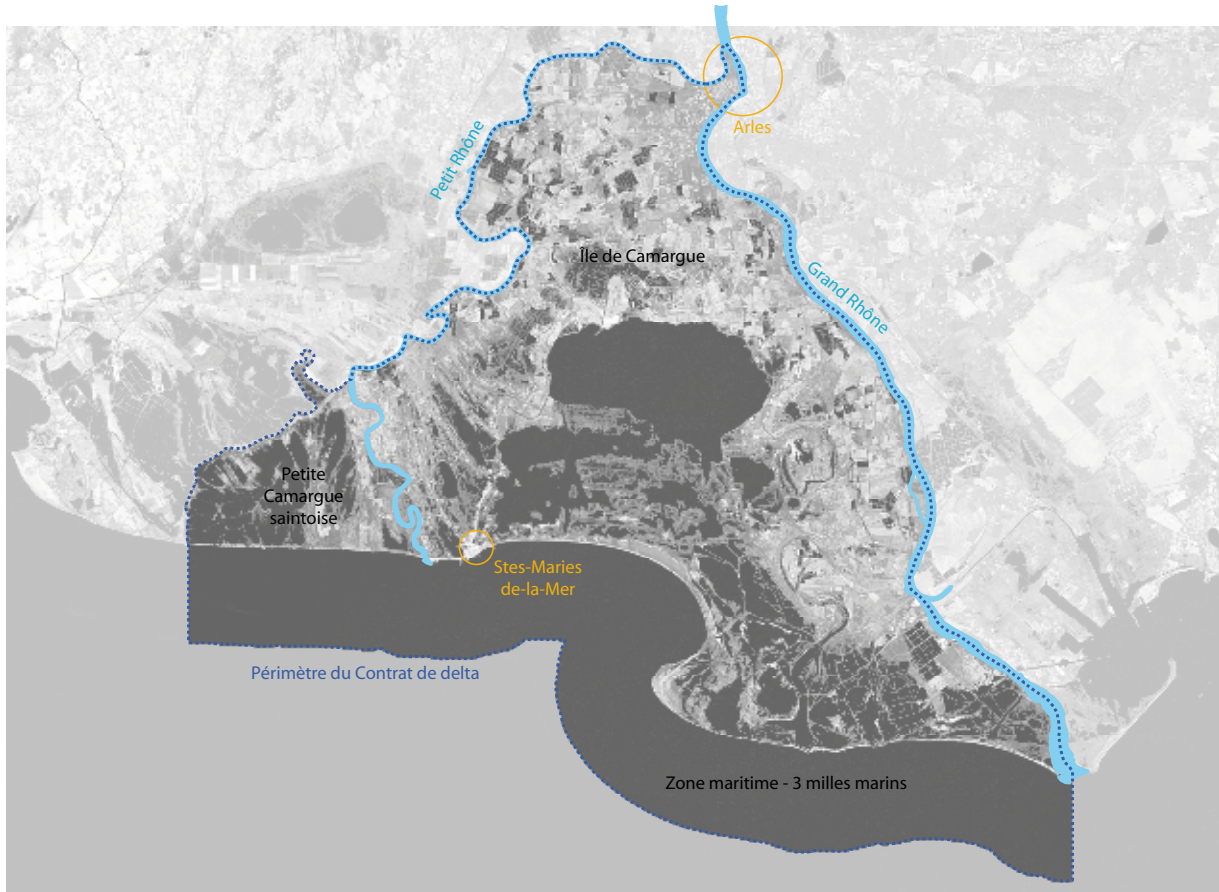 Arles
Petit Rhône
Île de Camargue
Grand Rhône
Petite
Camargue
saintoise
Stes-Maries
de-la-Mer
Périmètre du Contrat de delta
Zone maritime - 3 milles marins